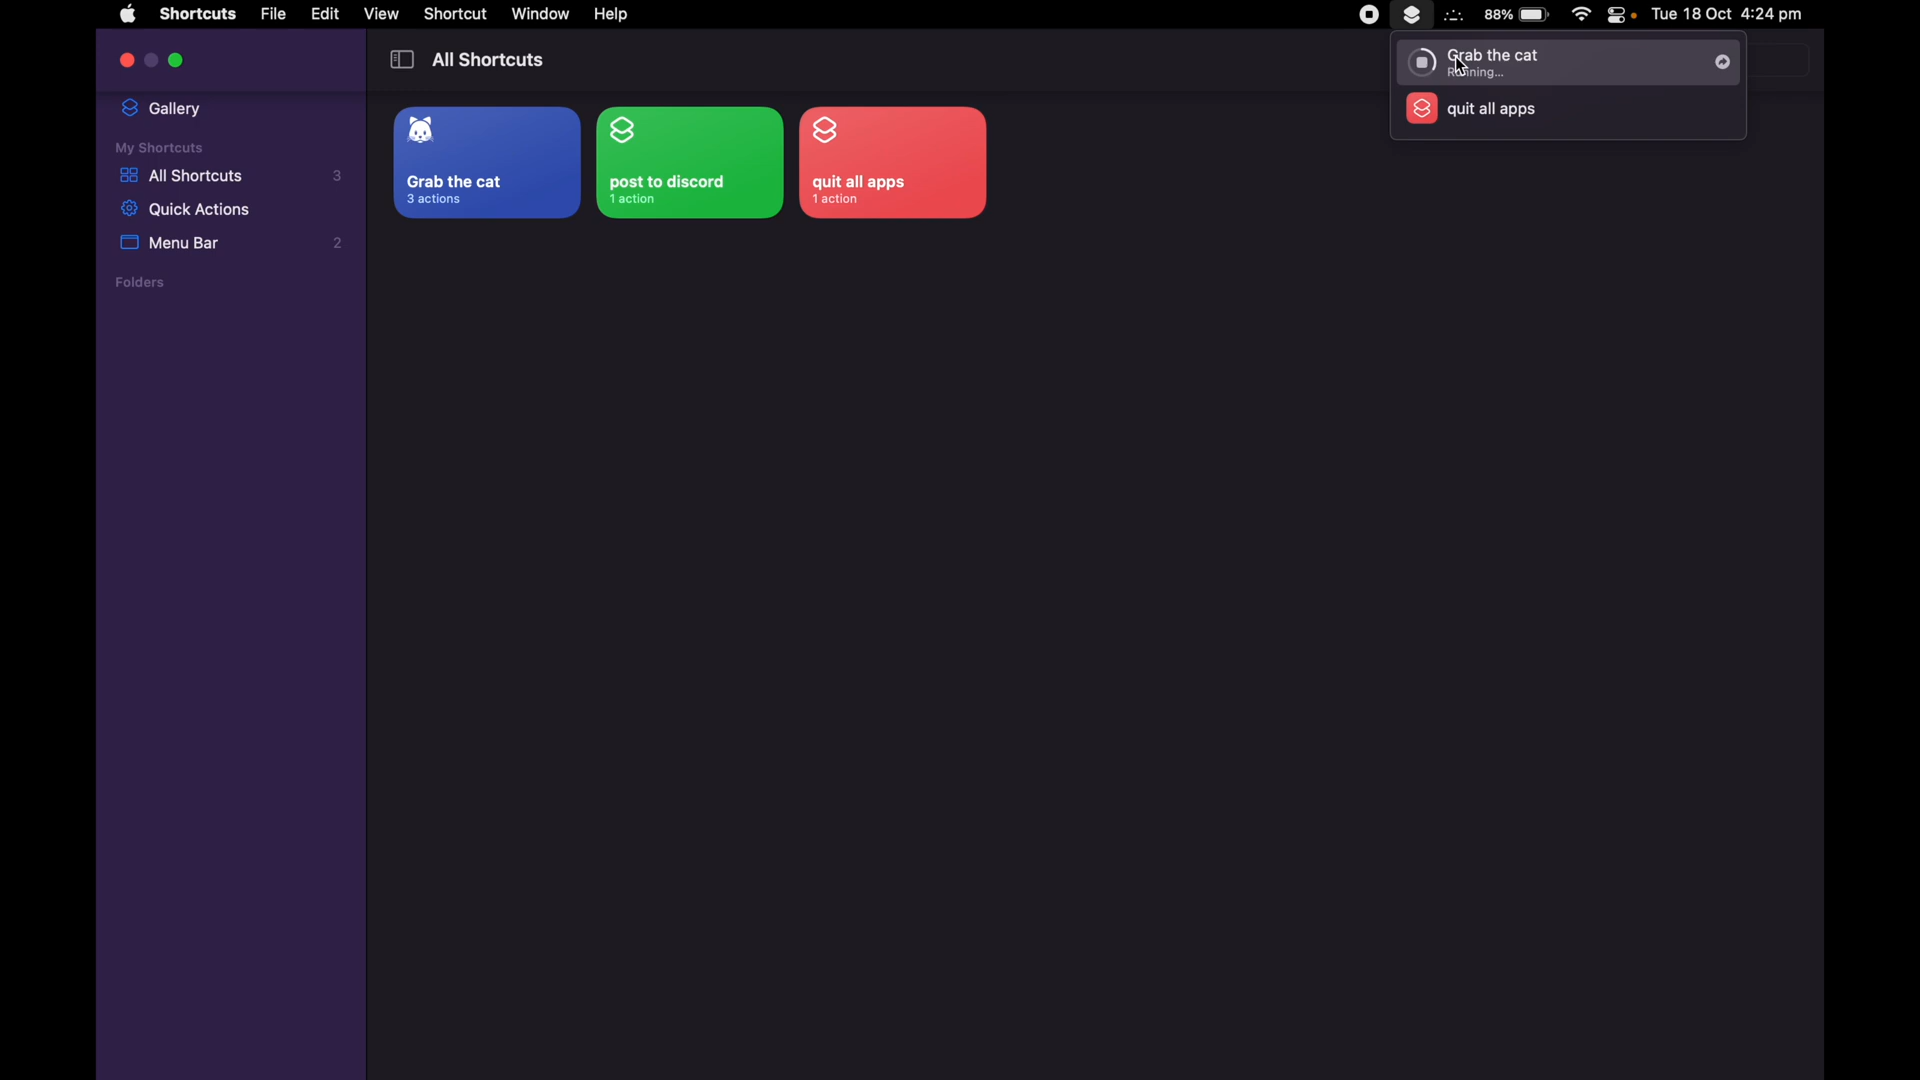 Shortcuts File Edit View Shortcut Window Help 88% Tue 18 Oct 4:24 pm
All Shortcuts
Gallery
My Shortcuts
All Shortcuts 3
Quick Actions
Menu Bar 2
Folders
Grab the cat
3 actions
post to discord
1 action
quit all apps
1 action
Grab the cat
Running...
quit all apps